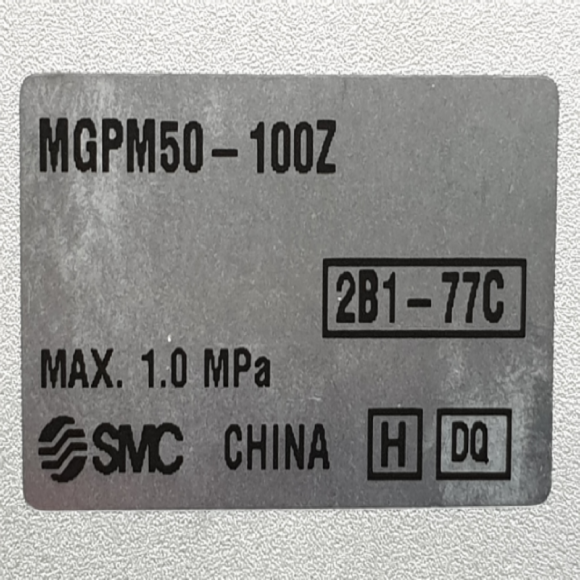 MGPM50-100Z
2B1-77C
MAX. 1.0 MPa
SMC CHINA H DQ